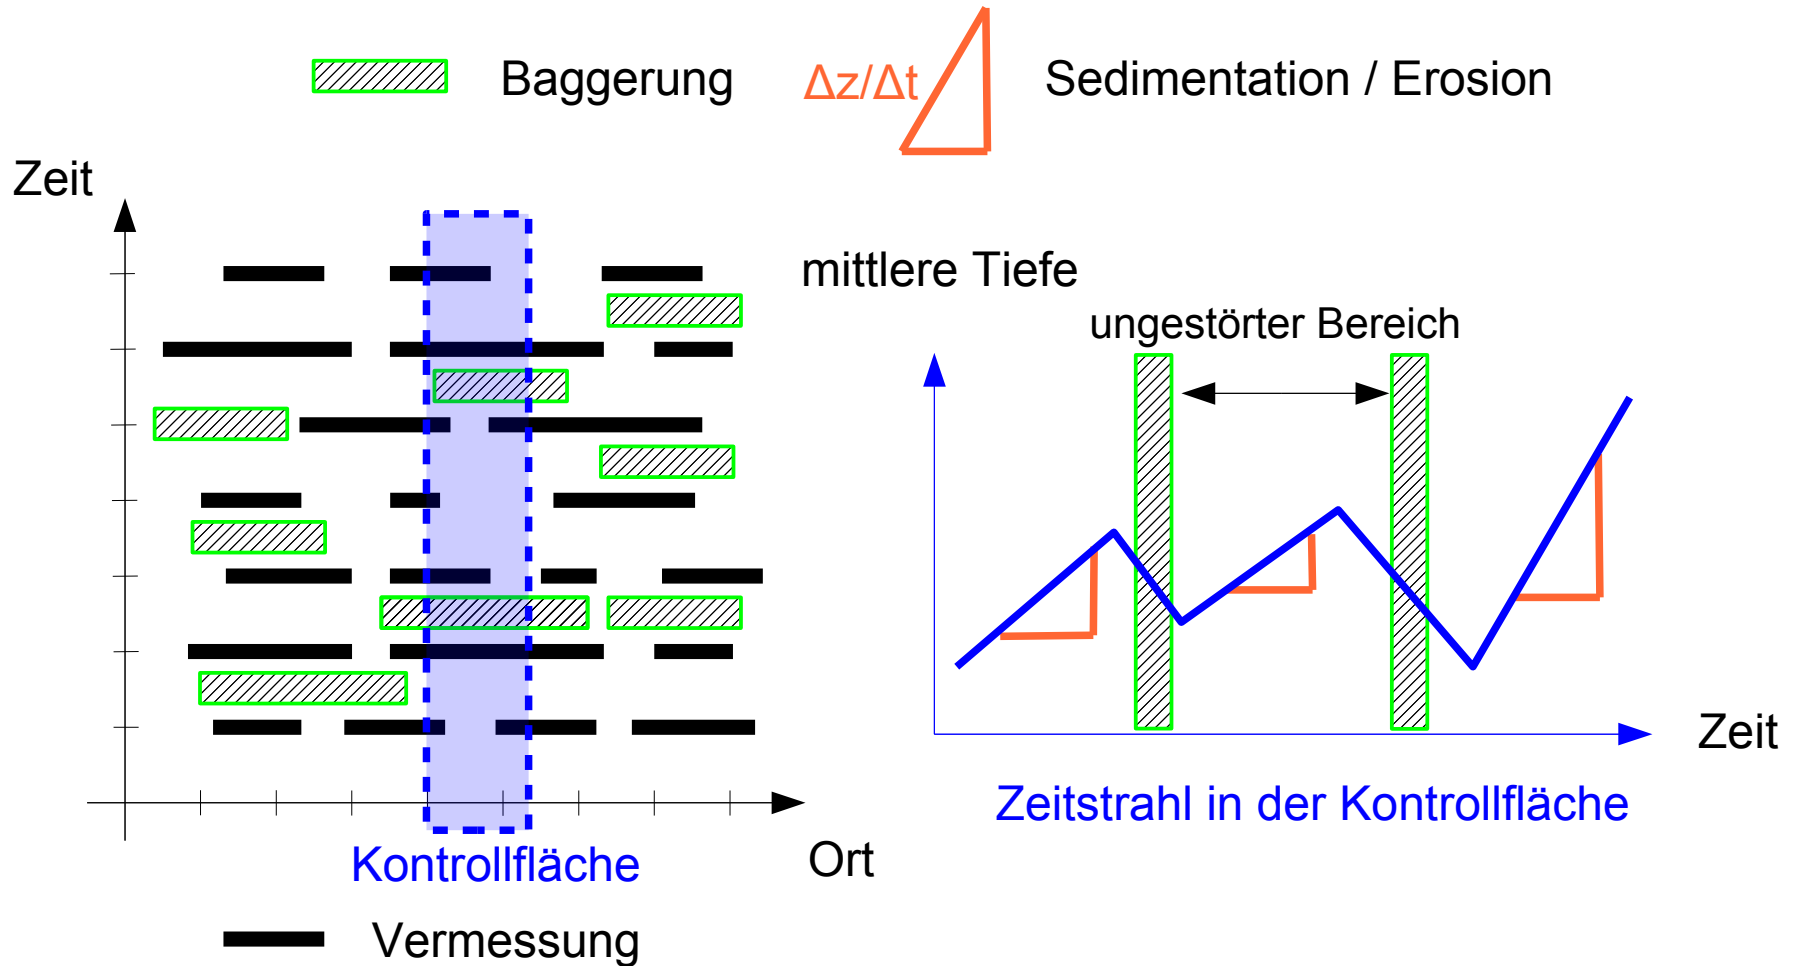 Baggerung
Δz/Δt
Sedimentation / Erosion
Zeit
mittlere Tiefe
ungestörter Bereich
Zeit
Zeitstrahl in der Kontrollfläche
Ort
Kontrollfläche
Vermessung